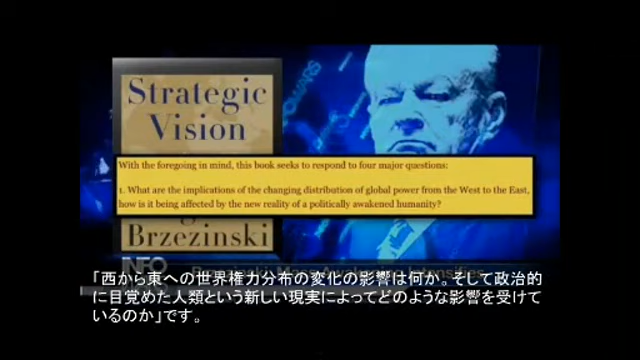 Strategic
Vision
With the foregoing in mind, this book seeks to respond to four major questions:
1. What are the implications of the changing distribution of global power from the West to the East,
how is it being affected by the new reality of a politically awakened humanity?
Brzezinski
INFO
「西から東への世界権力分布の変化の影響は何か。そして政治的
に目覚めた人類という新しい現実によってどのような影響を受けて
いるのか」です。